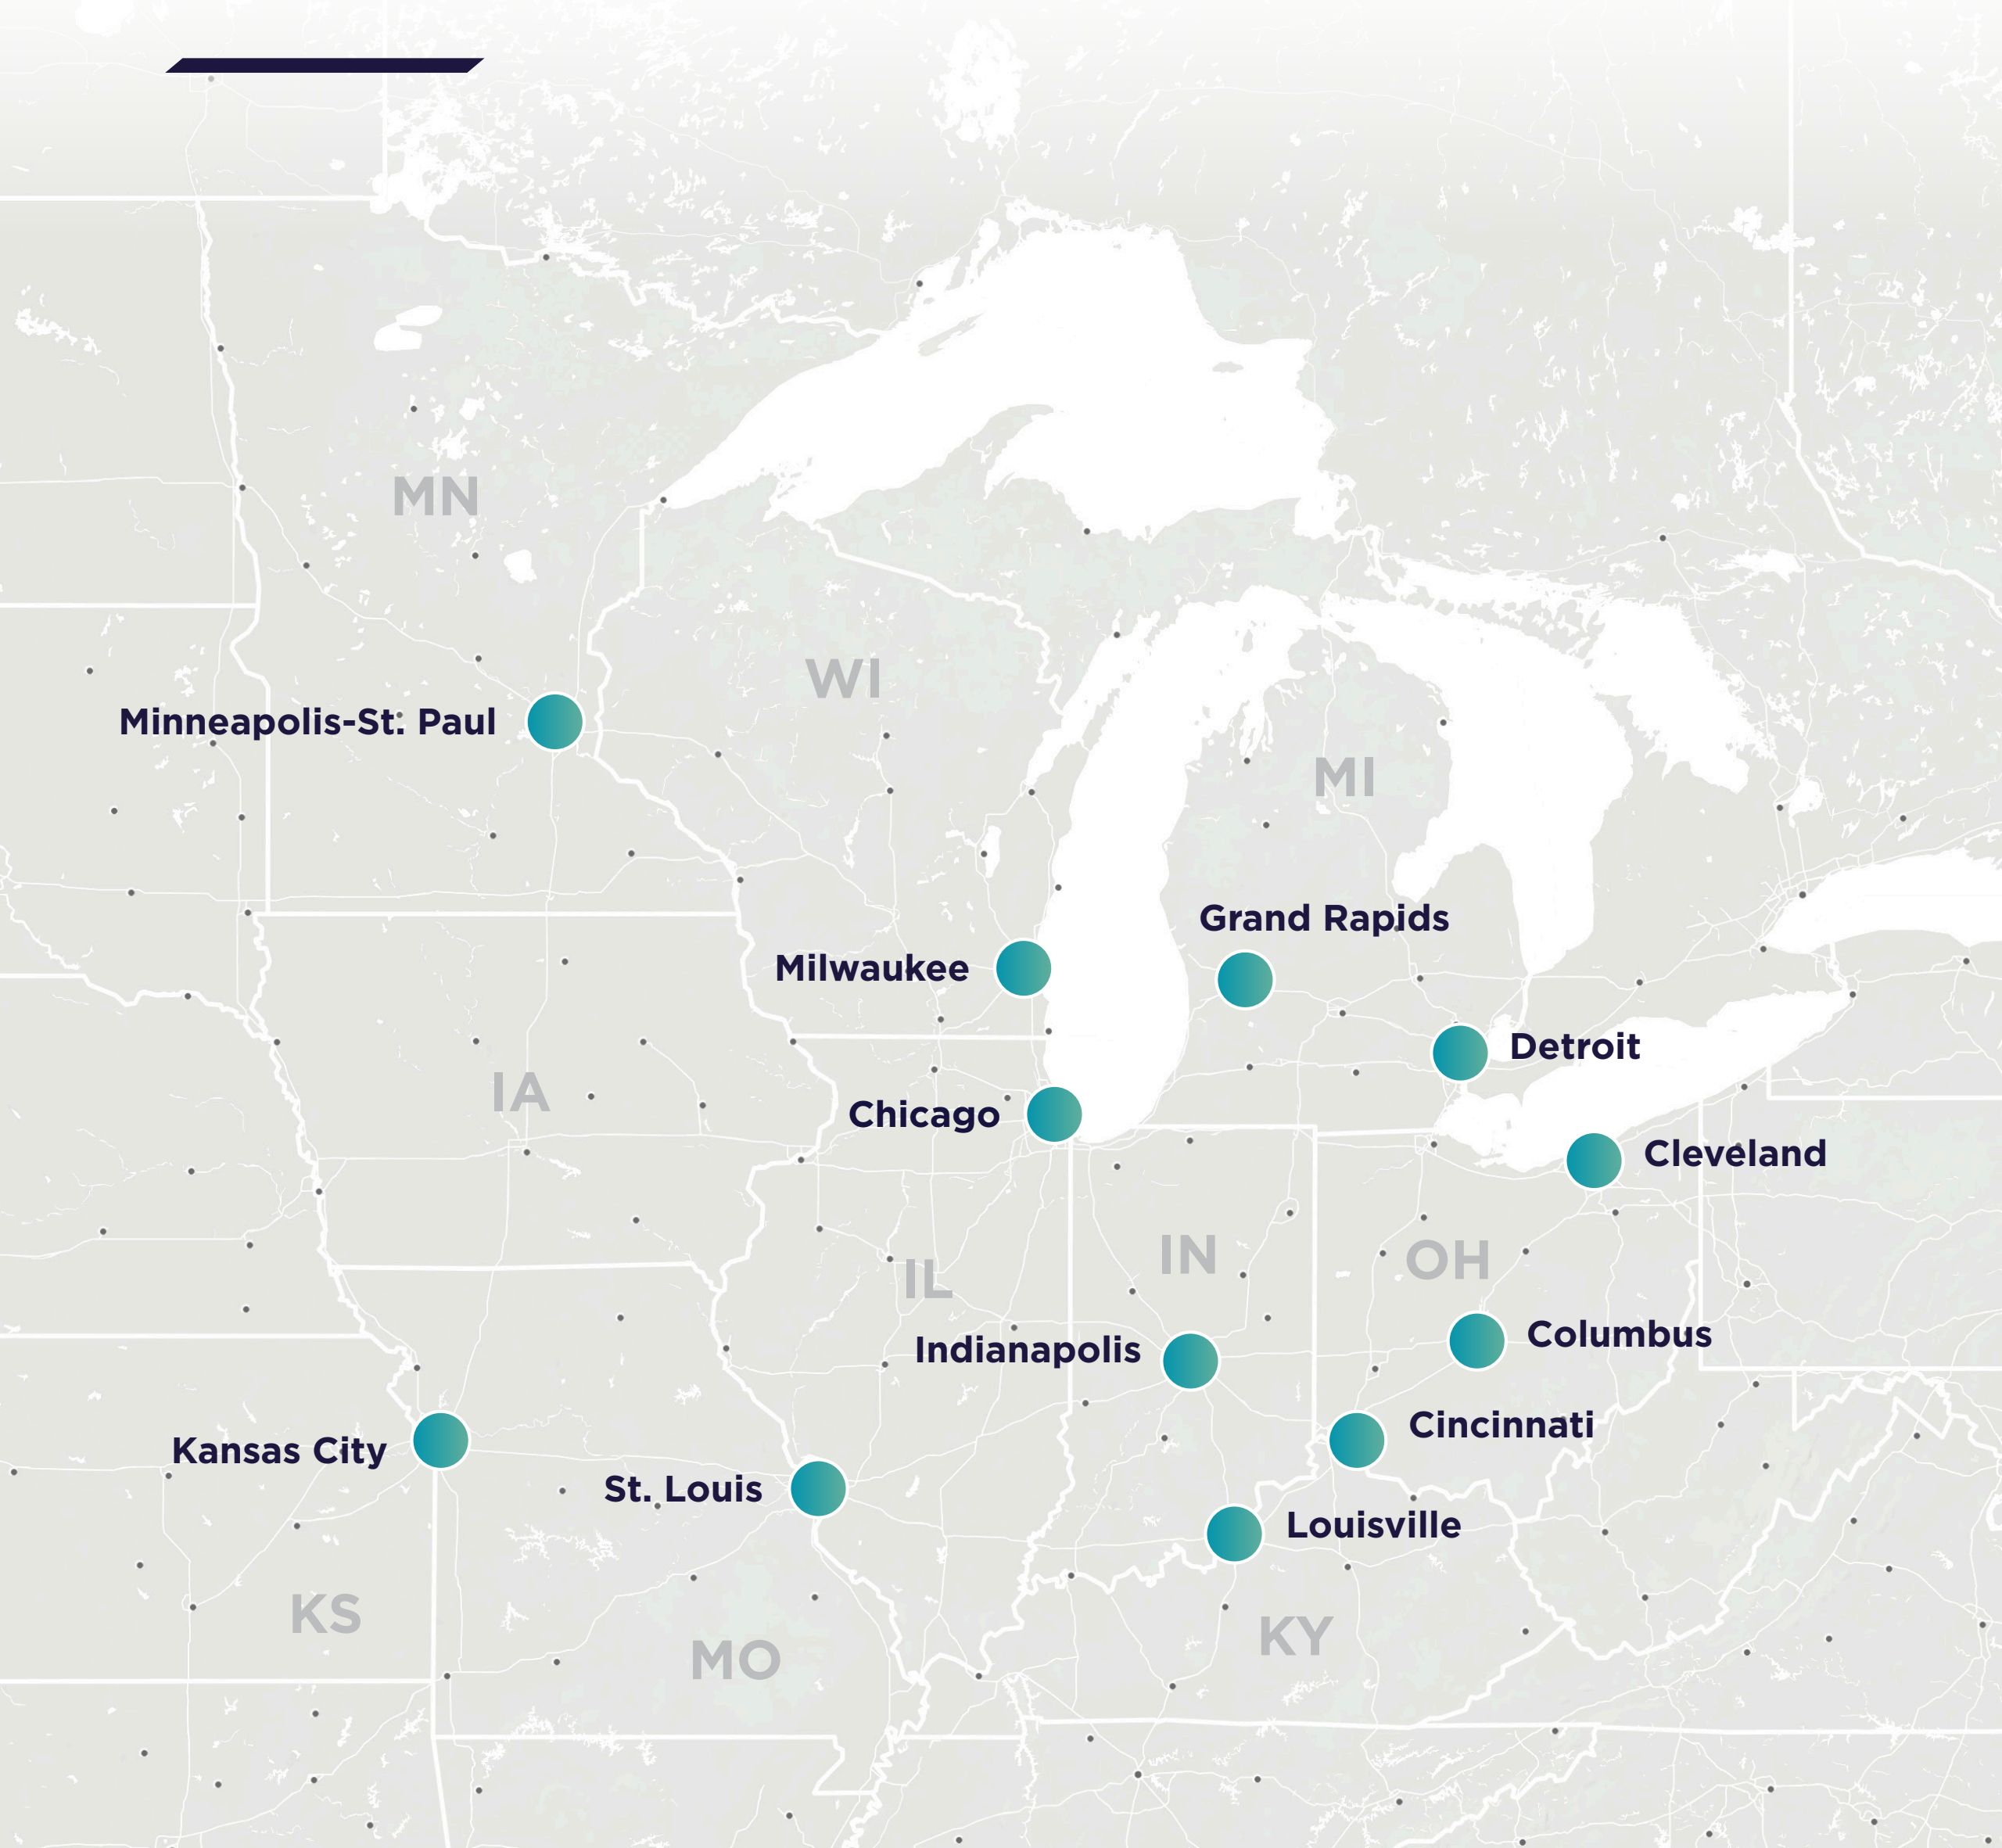 MN
WI
Minneapolis-St. Paul
MI
Grand Rapids
Milwaukee
Detroit
IA
Chicago
Cleveland
IN
OH
IL
Columbus
Indianapolis
Cincinnati
Kansas City
St. Louis
Louisville
KS
KY
MO